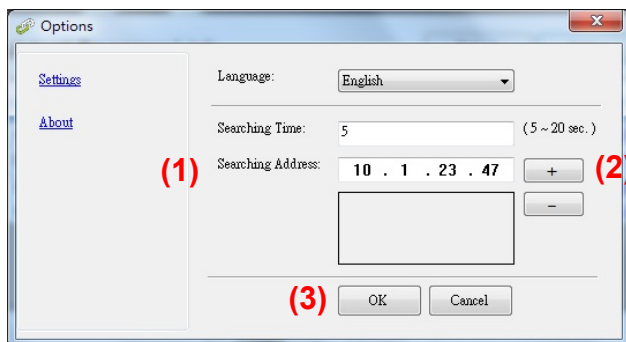 Options
Settings
About
Language:
English
Searching Time:
5
( 5 ~ 20 sec. )
(1)
Searching Address:
10 . 1 . 23 . 47
+
(2)
−
(3)
OK
Cancel